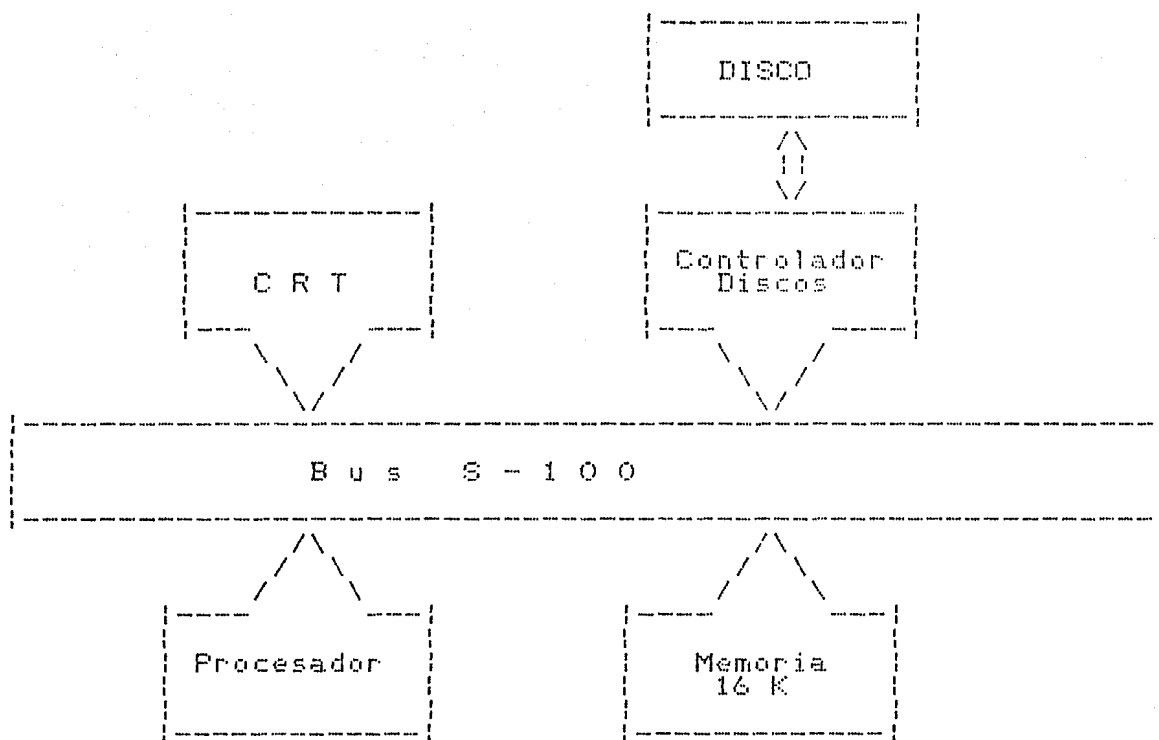 DISCO
C R T
Controlador
Discos
B u s S - 1 0 0
Procesador
Memoria
16 K